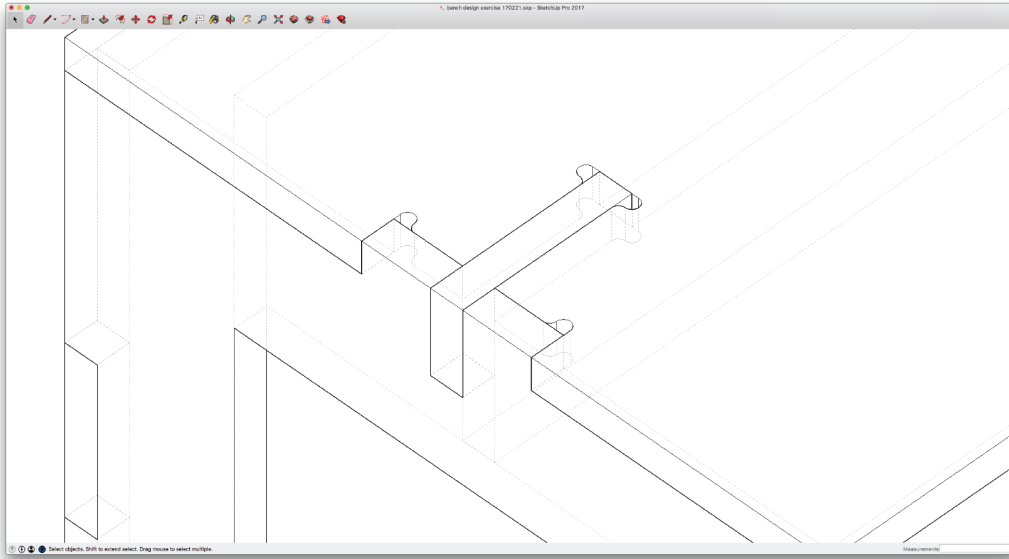 bench design exercise 170221.skp - SketchUp Pro 2017
Select objects. Shift to extend select. Drag mouse to select multiple.
Measurements